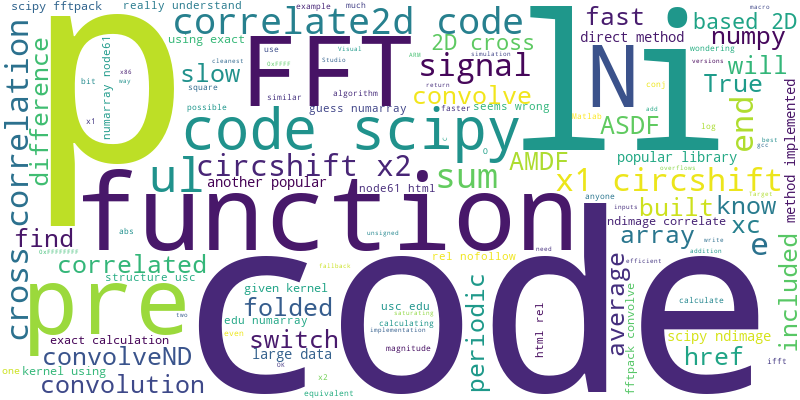 scipy fftpack
really understand
example
much
macro
correlate2d code
fast
based 2D
using exact
use
Visual
Studio
2D cross
direct method
numpy
wondering
difference
numarray node61
bit
x86
way
slow
square
0xFFFF
ARM
simulation
cleanest
versions
p
FFT
signal
li
Ni
will
correlation
similar
algorithm
return
convolve
True
conj
possible
guess numarray
faster
seems wrong
Matlab
add
end
code scipy
c
O
ASDF
log
best
gcc
circshift x2
AMDF
popular library
method implemented
ul
another popular
node61 html
sum
x1 circshift
overflows
anyone
know
Target
function
inputs
ndimage correlate
built
find
abs
unsigned
need
array
write
xc
e
cross
0xFFFFFFFF
correlated
fallback
rel nofollow
average
addition
efficient
included
structure usc
pre
given kernel
usc edu
periodic
code
calculate
two
folded
saturating
calculating
implementation
html rel
fftpack convolve
scipy ndimage
edu numarray
even
exact calculation
switch
magnitude
href
convolveND
large data
ifft
one
kernel using
ox
x2
convolution
equivalent
x1